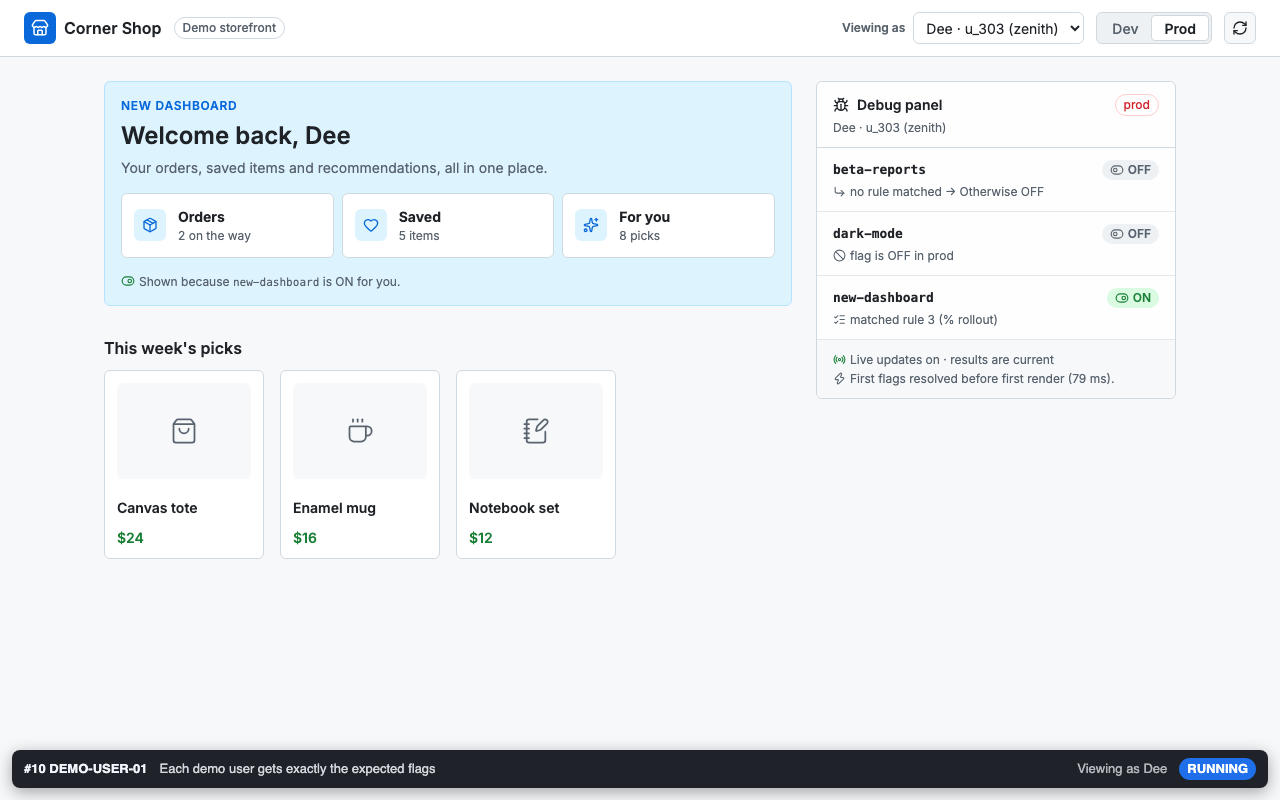 Corner Shop Demo storefront Viewing as Dee · u_303 (zenith) Dev Prod
NEW DASHBOARD
Welcome back, Dee
Your orders, saved items and recommendations, all in one place.
Orders
2 on the way
Saved
5 items
For you
8 picks
Shown because new-dashboard is ON for you.
This week's picks
Canvas tote
$24
Enamel mug
$16
Notebook set
$12
Debug panel prod
Dee · u_303 (zenith)
beta-reports OFF
no rule matched → Otherwise OFF
dark-mode OFF
flag is OFF in prod
new-dashboard ON
matched rule 3 (% rollout)
Live updates on · results are current
First flags resolved before first render (79 ms).
#10 DEMO-USER-01 Each demo user gets exactly the expected flags Viewing as Dee RUNNING